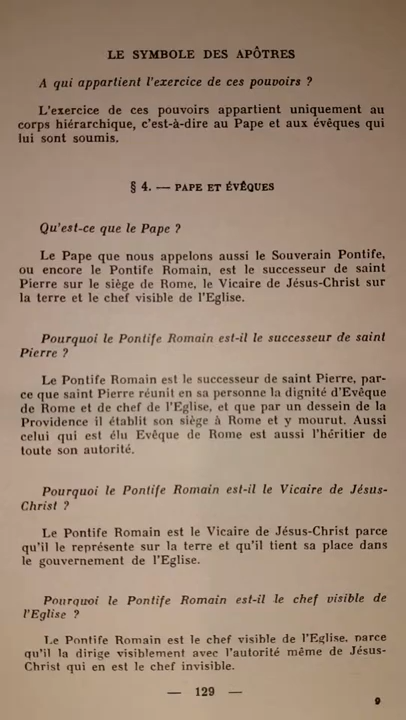 LE SYMBOLE DES APÔTRES
A qui appartient l'exercice de ces pouvoirs ?
L'exercice de ces pouvoirs appartient uniquement au
corps hiérarchique, c'est-à-dire au Pape et aux évêques qui
lui sont soumis.
§ 4. — PAPE ET ÉVÊQUES
Qu'est-ce que le Pape ?
Le Pape que nous appelons aussi le Souverain Pontife,
ou encore le Pontife Romain, est le successeur de saint
Pierre sur le siège de Rome, le Vicaire de Jésus-Christ sur
la terre et le chef visible de l'Eglise.
Pourquoi le Pontife Romain est-il le successeur de saint
Pierre ?
Le Pontife Romain est le successeur de saint Pierre, par-
ce que saint Pierre réunit en sa personne la dignité d'Evêque
de Rome et de chef de l'Eglise, et que par un dessein de la
Providence il établit son siège à Rome et y mourut. Aussi
celui qui est élu Evêque de Rome est aussi l'héritier de
toute son autorité.
Pourquoi le Pontife Romain est-il le Vicaire de Jésus-
Christ ?
Le Pontife Romain est le Vicaire de Jésus-Christ parce
qu'il le représente sur la terre et qu'il tient sa place dans
le gouvernement de l'Eglise.
Pourquoi le Pontife Romain est-il le chef visible de
l'Eglise ?
Le Pontife Romain est le chef visible de l'Eglise, parce
qu'il la dirige visiblement avec l'autorité même de Jésus-
Christ qui en est le chef invisible.
— 129 —
9